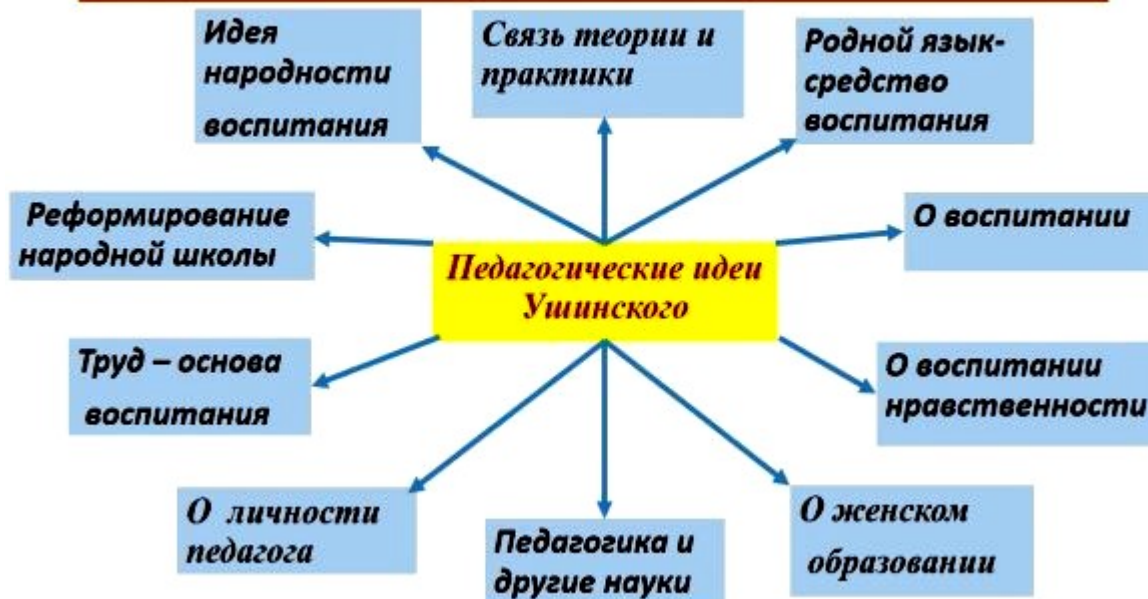 Идея
народности
воспитания
Связь теории и
практики
Родной язык-
средство
воспитания
Реформирование
народной школы
О воспитании
Педагогические идеи
Ушинского
Труд – основа
воспитания
О воспитании
нравственности
О личности
педагога
Педагогика и
другие науки
О женском
образовании